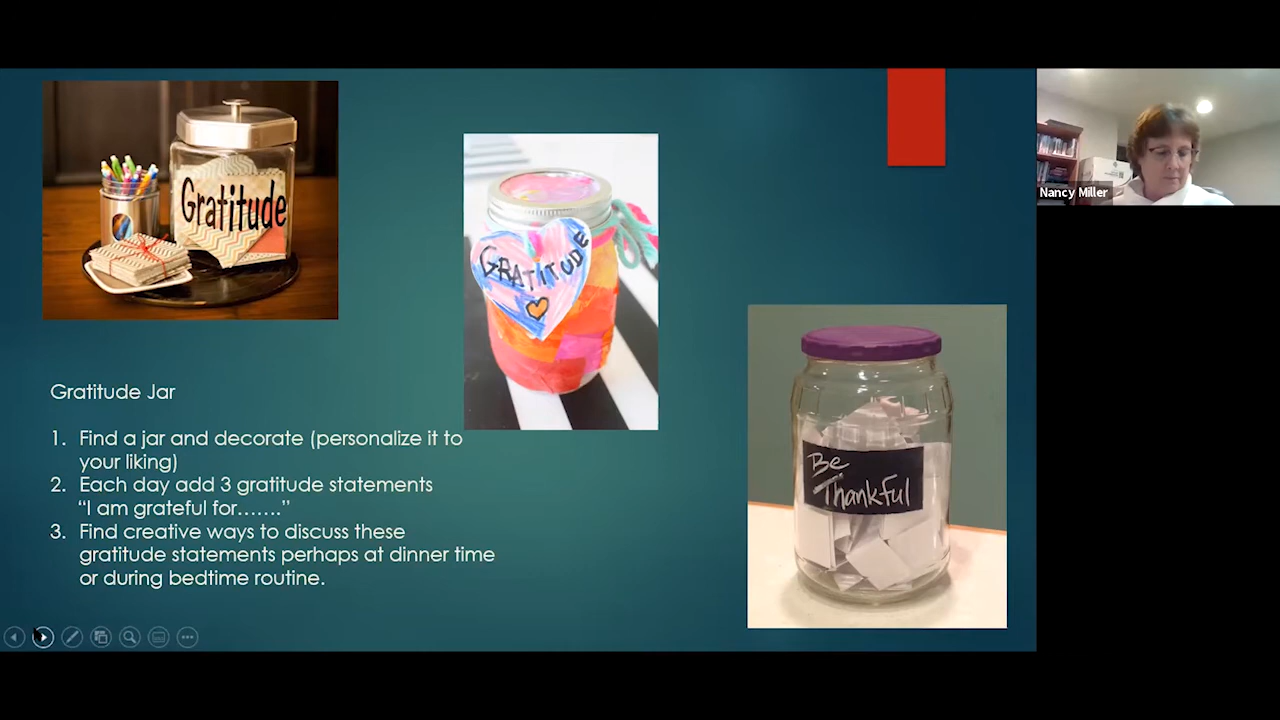 Gratitude
GRATITUDE
Nancy Miller
Be
Thankful
Gratitude Jar
1. Find a jar and decorate (personalize it to
your liking)
2. Each day add 3 gratitude statements
“I am grateful for.......”
3. Find creative ways to discuss these
gratitude statements perhaps at dinner time
or during bedtime routine.